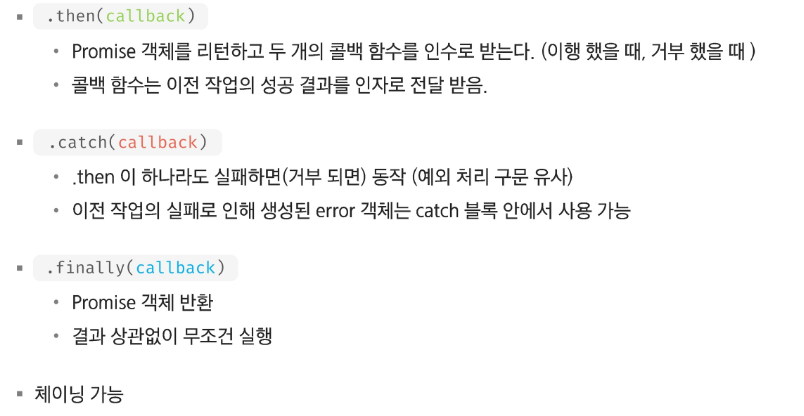 .then(callback)
Promise 객체를 리턴하고 두 개의 콜백 함수를 인수로 받는다. (이행 했을 때, 거부 했을 때 )
콜백 함수는 이전 작업의 성공 결과를 인자로 전달 받음.
.catch(callback)
.then 이 하나라도 실패하면(거부 되면) 동작 (예외 처리 구문 유사)
이전 작업의 실패로 인해 생성된 error 객체는 catch 블록 안에서 사용 가능
.finally(callback)
Promise 객체 반환
결과 상관없이 무조건 실행
체이닝 가능